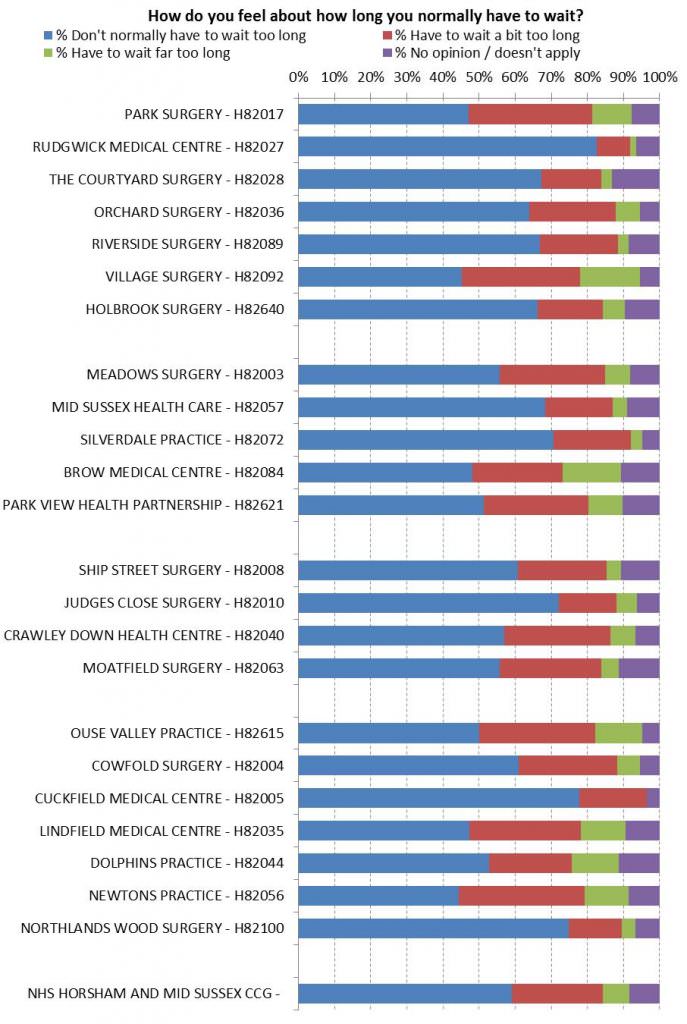 How do you feel about how long you normally have to wait?
% Don't normally have to wait too long % Have to wait a bit too long
% Have to wait far too long % No opinion / doesn't apply
0% 10% 20% 30% 40% 50% 60% 70% 80% 90% 100%
PARK SURGERY - H82017
RUDGWICK MEDICAL CENTRE - H82027
THE COURTYARD SURGERY - H82028
ORCHARD SURGERY - H82036
RIVERSIDE SURGERY - H82089
VILLAGE SURGERY - H82092
HOLBROOK SURGERY - H82640
MEADOWS SURGERY - H82003
MID SUSSEX HEALTH CARE - H82057
SILVERDALE PRACTICE - H82072
BROW MEDICAL CENTRE - H82084
PARK VIEW HEALTH PARTNERSHIP - H82621
SHIP STREET SURGERY - H82008
JUDGES CLOSE SURGERY - H82010
CRAWLEY DOWN HEALTH CENTRE - H82040
MOATFIELD SURGERY - H82063
OUSE VALLEY PRACTICE - H82615
COWFOLD SURGERY - H82004
CUCKFIELD MEDICAL CENTRE - H82005
LINDFIELD MEDICAL CENTRE - H82035
DOLPHINS PRACTICE - H82044
NEWTONS PRACTICE - H82056
NORTHLANDS WOOD SURGERY - H82100
NHS HORSHAM AND MID SUSSEX CCG -